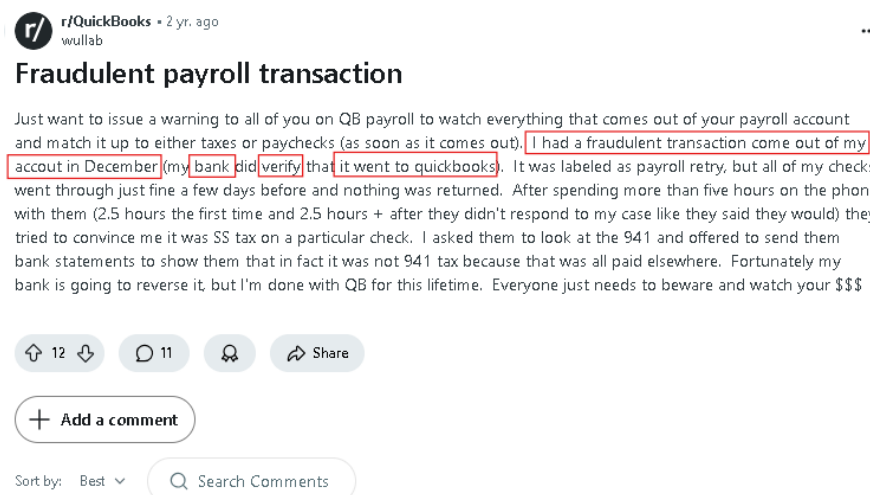 r/ r/QuickBooks • 2 yr. ago
wullab
Fraudulent payroll transaction
Just want to issue a warning to all of you on QB payroll to watch everything that comes out of your payroll account
and match it up to either taxes or paychecks (as soon as it comes out). I had a fraudulent transaction come out of my
accout in December (my bank did verify that it went to quickbooks). It was labeled as payroll retry, but all of my checks
went through just fine a few days before and nothing was returned. After spending more than five hours on the phon
with them (2.5 hours the first time and 2.5 hours + after they didn't respond to my case like they said they would) they
tried to convince me it was SS tax on a particular check. I asked them to look at the 941 and offered to send them
bank statements to show them that in fact it was not 941 tax because that was all paid elsewhere. Fortunately my
bank is going to reverse it, but I'm done with QB for this lifetime. Everyone just needs to beware and watch your $$$
12 11 Share
Add a comment
Sort by: Best Search Comments